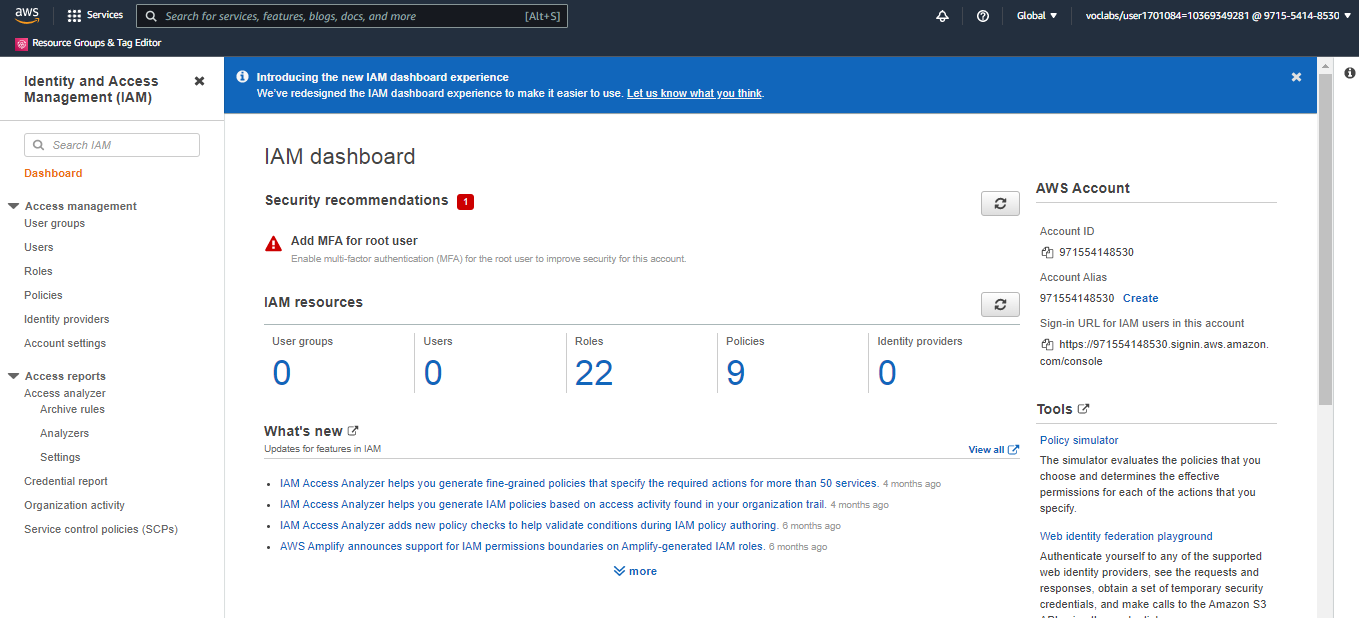 aws
Services
Search for services, features, blogs, docs, and more
[Alt+S]
Global
voclabs/user1701084=10369349281 @ 9715-5414-8530
Resource Groups & Tag Editor
Identity and Access
Management (IAM)
Search IAM
Dashboard
Access management
User groups
Users
Roles
Policies
Identity providers
Account settings
Access reports
Access analyzer
Archive rules
Analyzers
Settings
Credential report
Organization activity
Service control policies (SCPs)
Introducing the new IAM dashboard experience
We've redesigned the IAM dashboard experience to make it easier to use. Let us know what you think.
IAM dashboard
Security recommendations 1
Add MFA for root user
Enable multi-factor authentication (MFA) for the root user to improve security for this account.
IAM resources
User groups
0
Users
0
Roles
22
Policies
9
Identity providers
0
What's new
Updates for features in IAM
View all
IAM Access Analyzer helps you generate fine-grained policies that specify the required actions for more than 50 services. 4 months ago
IAM Access Analyzer helps you generate IAM policies based on access activity found in your organization trail. 4 months ago
IAM Access Analyzer adds new policy checks to help validate conditions during IAM policy authoring. 6 months ago
AWS Amplify announces support for IAM permissions boundaries on Amplify-generated IAM roles. 6 months ago
more
AWS Account
Account ID
971554148530
Account Alias
971554148530 Create
Sign-in URL for IAM users in this account
https://971554148530.signin.aws.amazon.
com/console
Tools
Policy simulator
The simulator evaluates the policies that you
choose and determines the effective
permissions for each of the actions that you
specify.
Web identity federation playground
Authenticate yourself to any of the supported
web identity providers, see the requests and
responses, obtain a set of temporary security
credentials, and make calls to the Amazon S3